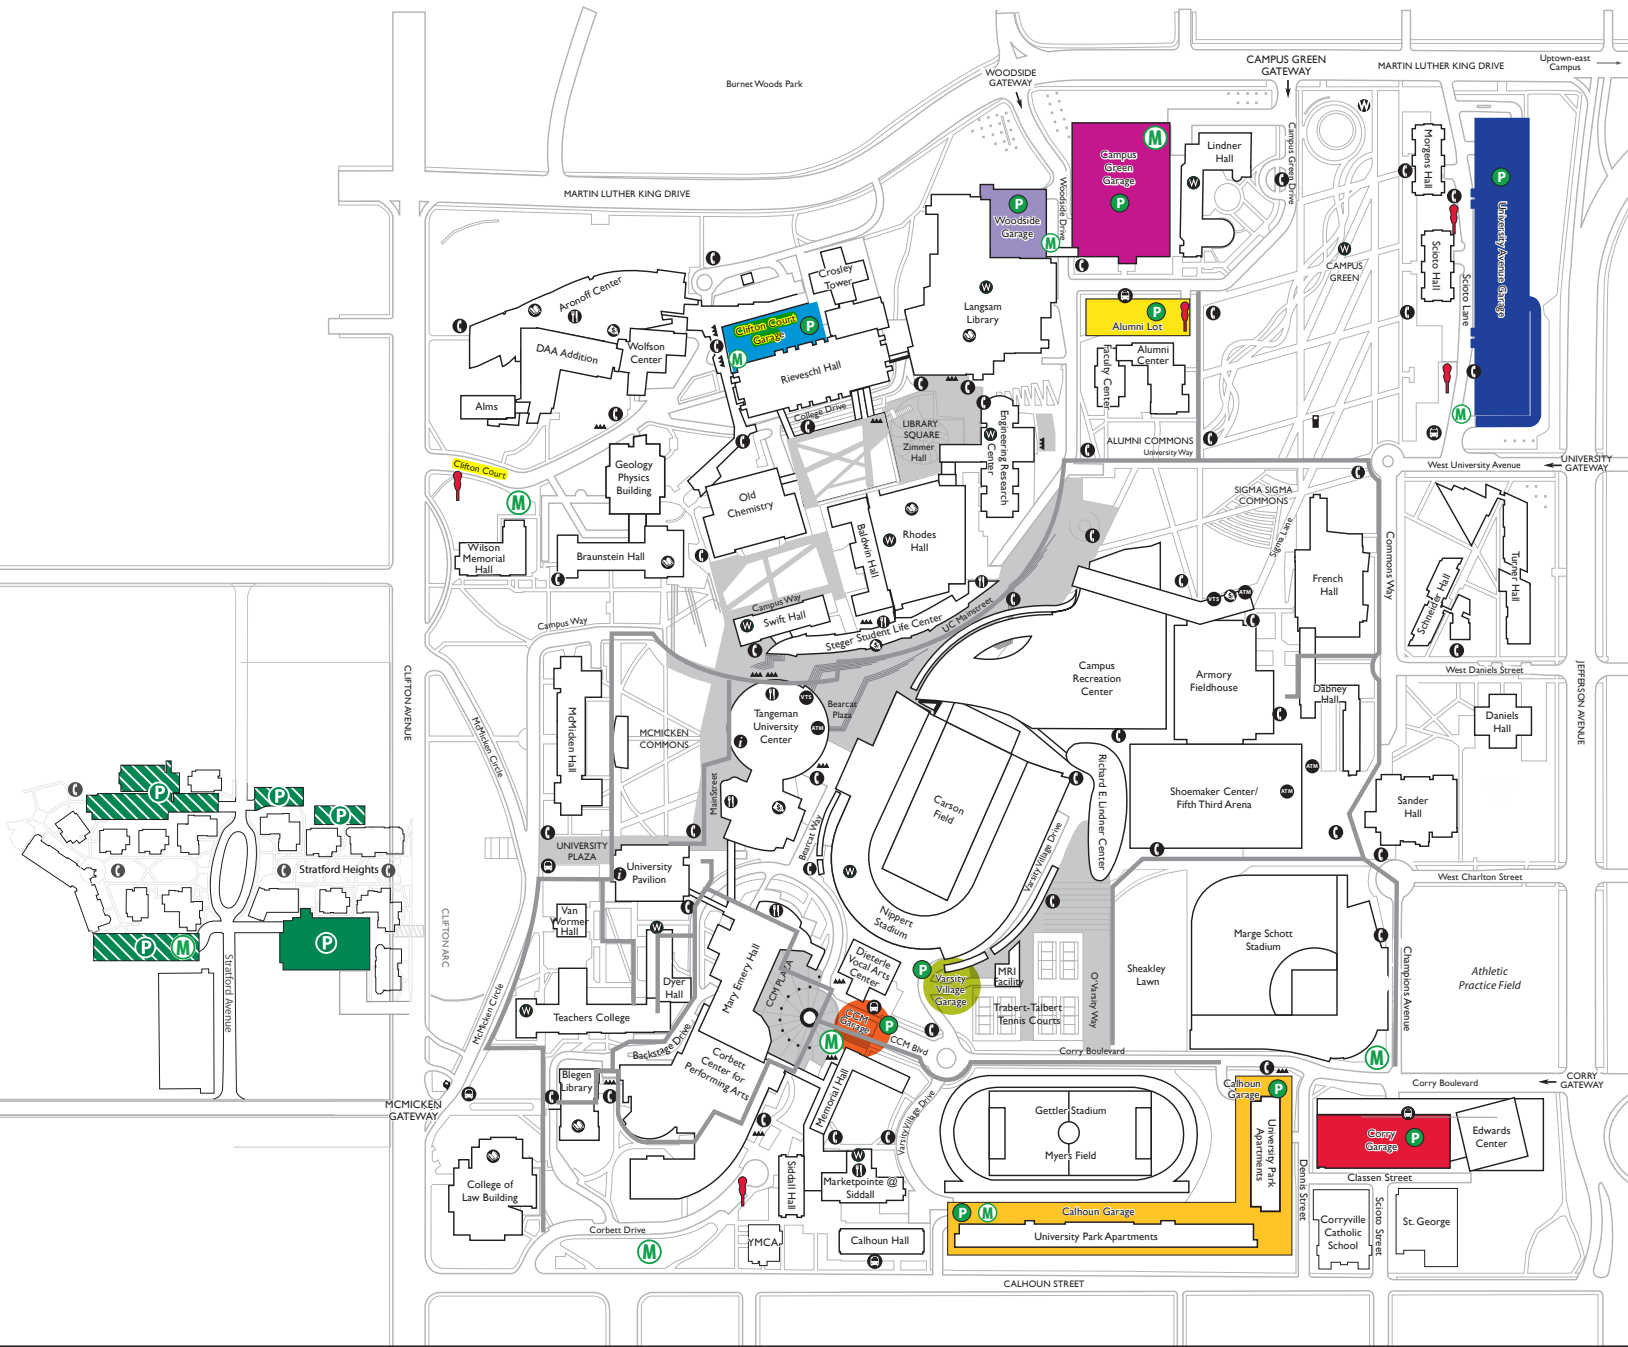 Burnet Woods Park
WOODSIDE
GATEWAY
CAMPUS GREEN
GATEWAY
MARTIN LUTHER KING DRIVE
Uptown-east
Campus
MARTIN LUTHER KING DRIVE
Woodside Drive
Campus
Green
Garage
P
M
Lindner
Hall
W
Campus Green Drive
W
Morgens Hall
P
University Avenue Garage
P
Woodside
Garage
M
Scioto Hall
Scioto Lane
W
CAMPUS
GREEN
Crosley
Tower
Aronoff Center
W
Langsam
Library
P
Alumni Lot
Clifton Court
Garage
P
M
DAA Addition
Wolfson
Center
Rieveschl Hall
Faculty Center
Alumni
Center
Alms
College Drive
LIBRARY
SQUARE
Zimmer
Hall
W
Engineering Research
Center
ALUMNI COMMONS
University Way
M
West University Avenue
UNIVERSITY
GATEWAY
Clifton Court
M
Geology
Physics
Building
Old
Chemistry
SIGMA SIGMA
COMMONS
Sigma Lane
Wilson
Memorial
Hall
Braunstein Hall
Baldwin Hall
W
Rhodes
Hall
French
Hall
Commons Way
Schneider Hall
Turner Hall
VTS
ATM
Campus Way
Campus Way
W
Swift Hall
Steger Student Life Center
UC Mainstreet
West Daniels Street
CLIFTON AVENUE
McMicken Circle
McMicken Hall
MCMICKEN
COMMONS
Tangeman
University
Center
VTS
ATM
Bearcat
Plaza
Campus
Recreation
Center
Armory
Fieldhouse
Dabney
Hall
Daniels
Hall
JEFFERSON AVENUE
MainStreet
Carson
Field
Richard E. Lindner Center
Shoemaker Center/
Fifth Third Arena
ATM
ATM
Sander
Hall
P
P
P
Stratford Heights
UNIVERSITY
PLAZA
University
Pavilion
Bearcat Way
W
Varsity Village Drive
West Charlton Street
Nippert
Stadium
Van
Wormer
Hall
W
CLIFTON ARC
P
M
P
Stratford Avenue
Dyer
Hall
Mary Emery Hall
CCM PLAZA
Dieterle
Vocal Arts
Center
P
Varsity
Village
Garage
MRI
Facility
Trabert-Talbert
Tennis Courts
O'Varsity Way
Sheakley
Lawn
Marge Schott
Stadium
Champions Avenue
Athletic
Practice Field
McMicken Circle
W
Teachers College
Backstage Drive
CCM
Garage
P
M
CCM Blvd
Corry Boulevard
M
Corbett
Center for
Performing Arts
Blegen
Library
MCMICKEN
GATEWAY
Memorial Hall
Varsity Village Drive
Gettler Stadium
Myers Field
Calhoun
Garage
P
University Park
Apartments
Corry Boulevard
CORRY
GATEWAY
Corry
Garage
P
Edwards
Center
Classen Street
Dennis Street
College of
Law Building
Siddall Hall
W
Marketpointe @
Siddall
P
M
Calhoun Garage
University Park Apartments
Corryville
Catholic
School
Scioto Street
St. George
Corbett Drive
M
YMCA
Calhoun Hall
CALHOUN STREET